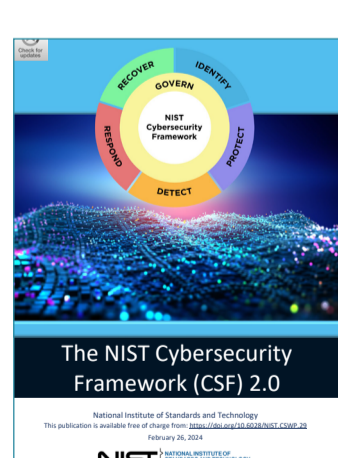 Check for
updates
RECOVER
GOVERN
IDENTIFY
NIST
Cybersecurity
Framework
RESPOND
PROTECT
DETECT
The NIST Cybersecurity
Framework (CSF) 2.0
National Institute of Standards and Technology
This publication is available free of charge from: https://doi.org/10.6028/NIST.CSWP.29
February 26, 2024
NIST
NATIONAL INSTITUTE OF